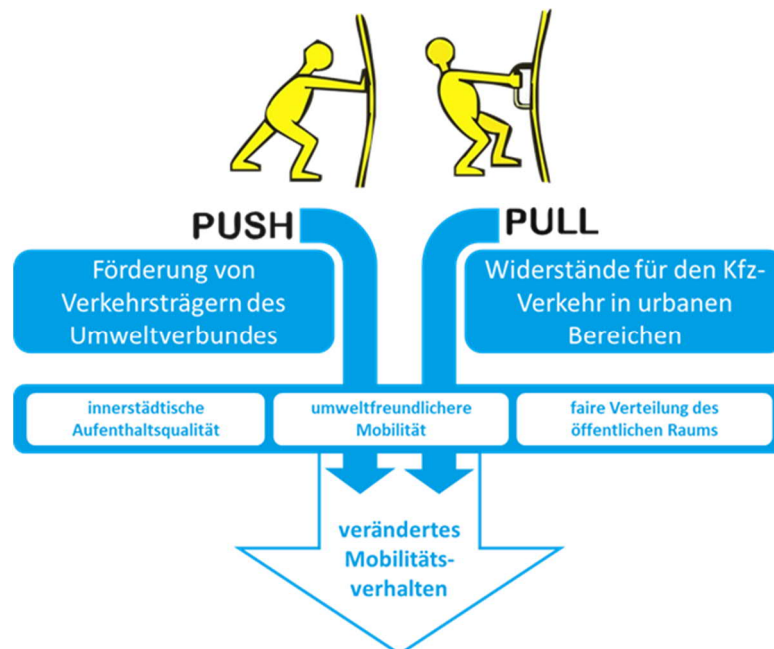 PUSH
PULL
Förderung von
Verkehrsträgern des
Umweltverbundes
Widerstände für den Kfz-
Verkehr in urbanen
Bereichen
innerstädtische
Aufenthaltsqualität
umweltfreundlichere
Mobilität
faire Verteilung des
öffentlichen Raums
verändertes
Mobilitäts-
verhalten